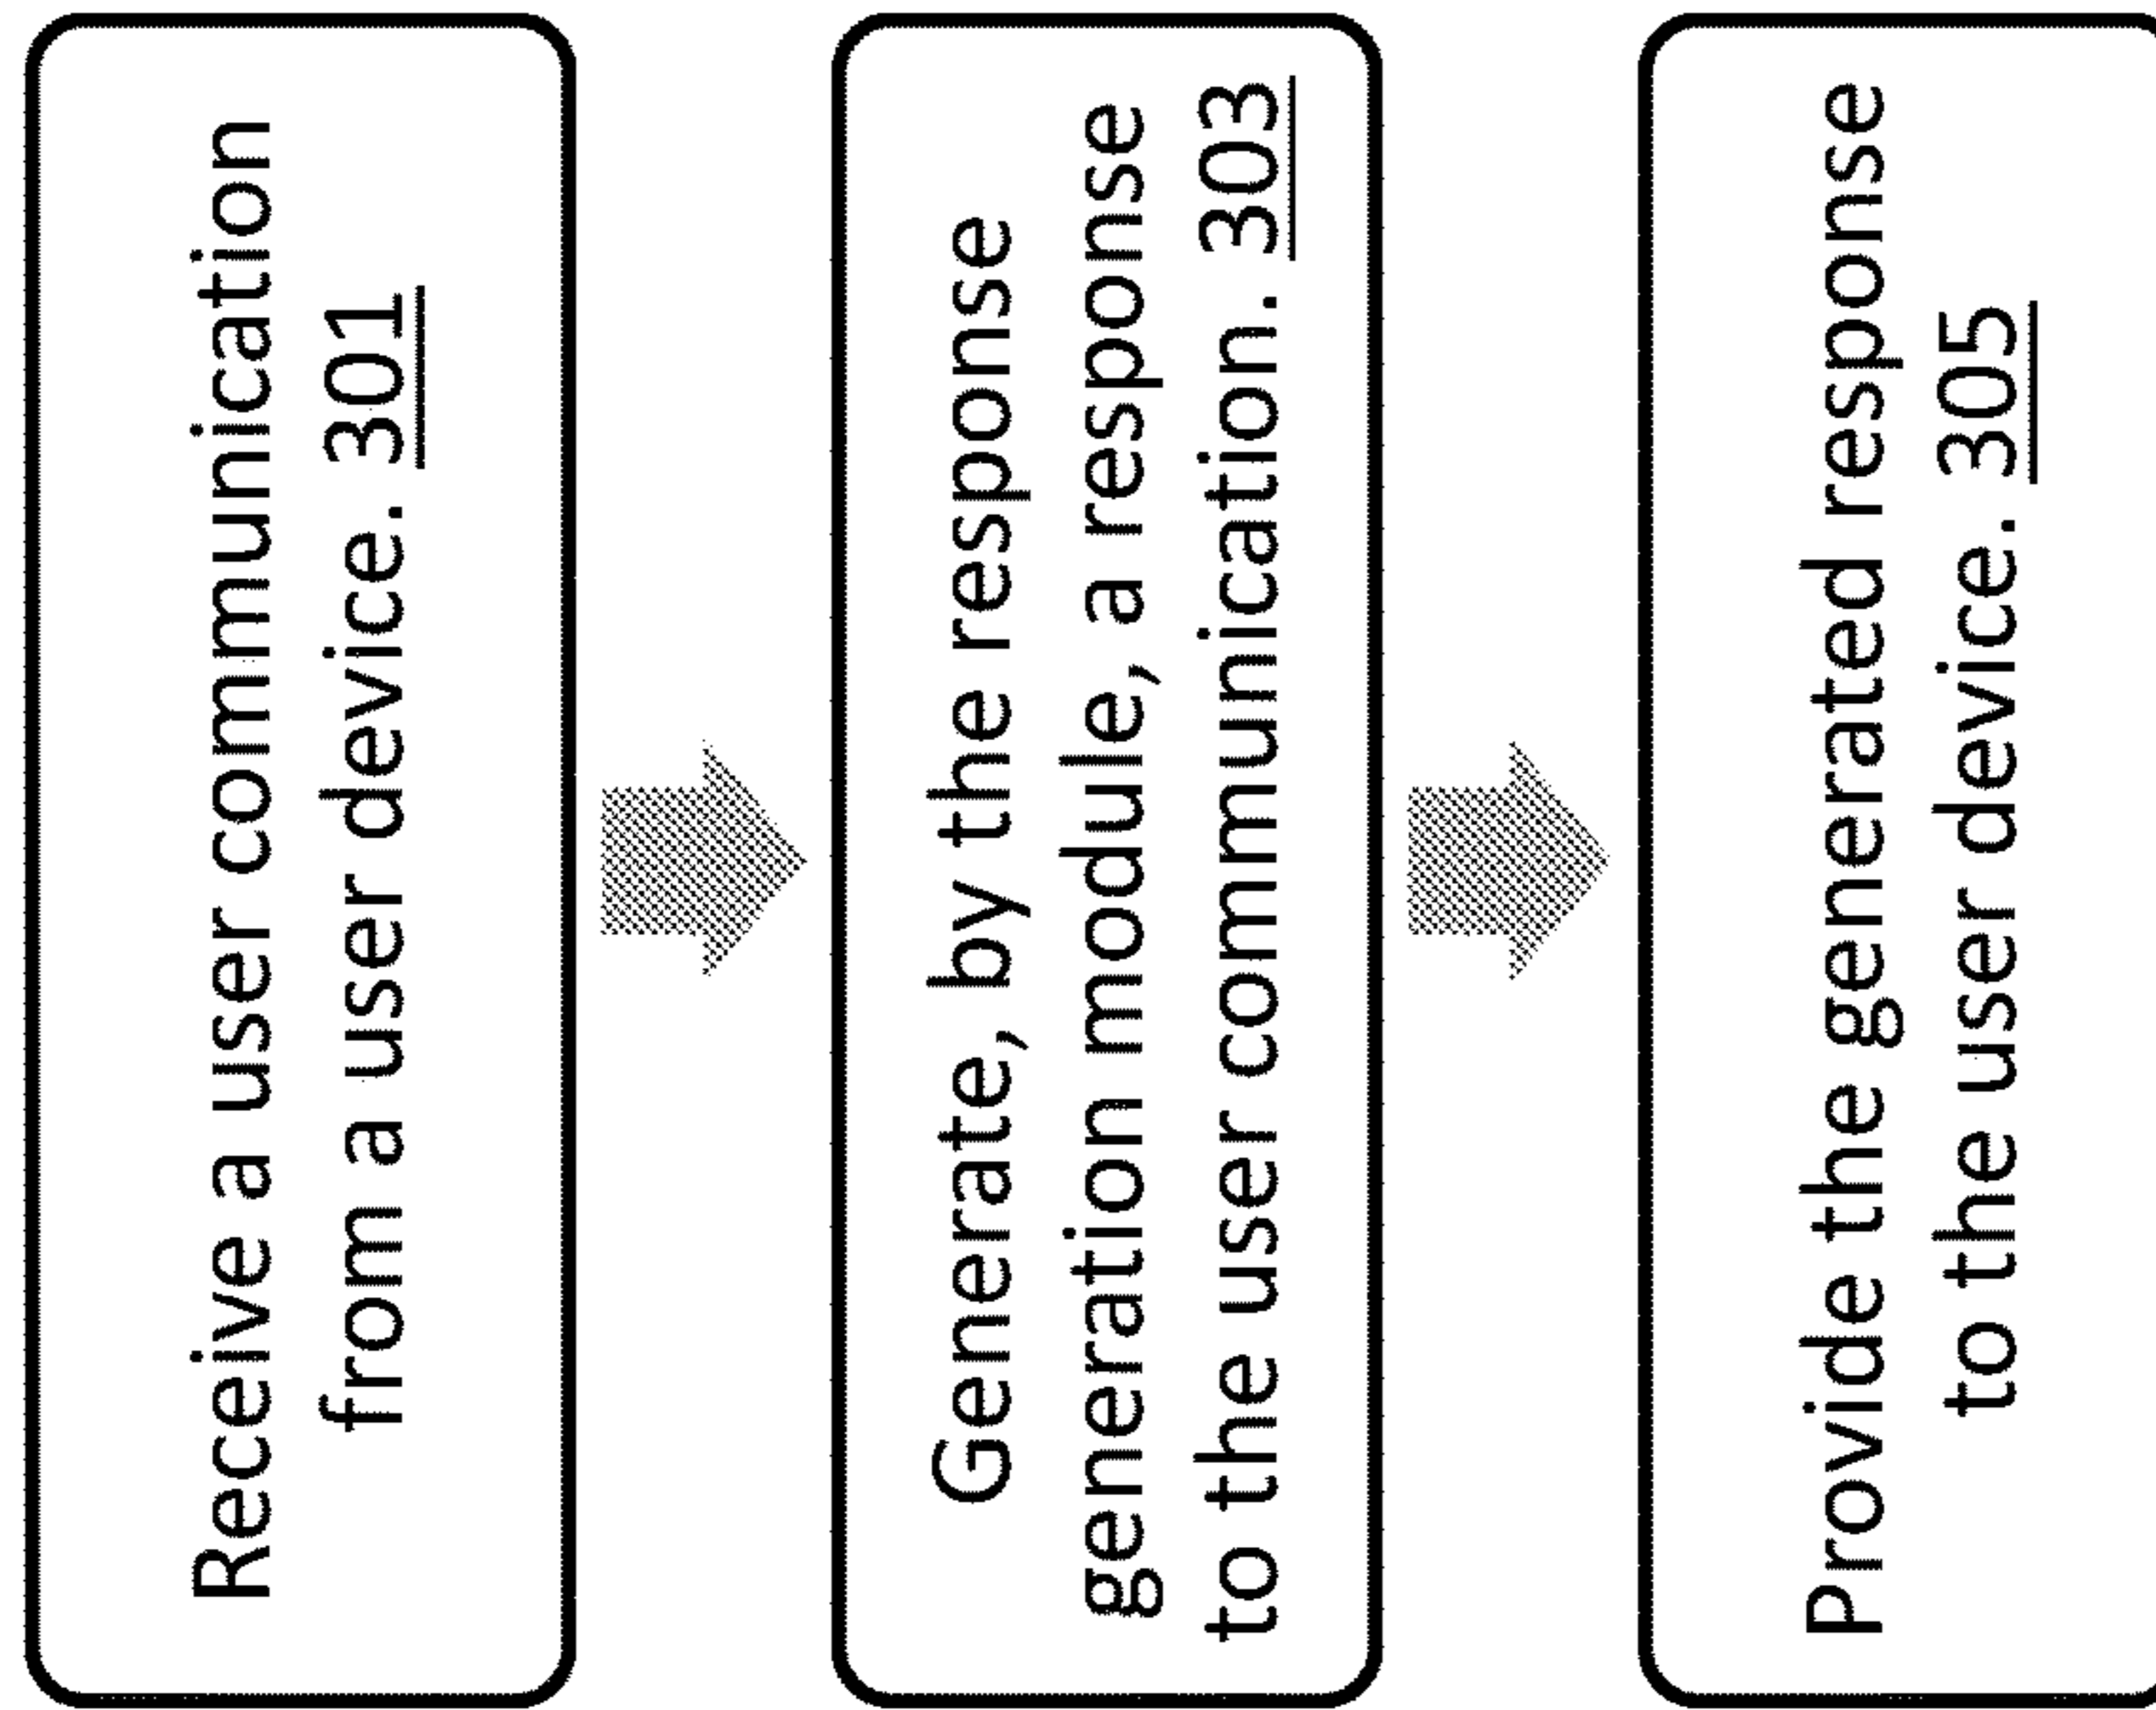 Receive a user communication
from a user device. 301
Generate, by the response
generation module, a response
to the user communication. 303
Provide the generated response
to the user device. 305